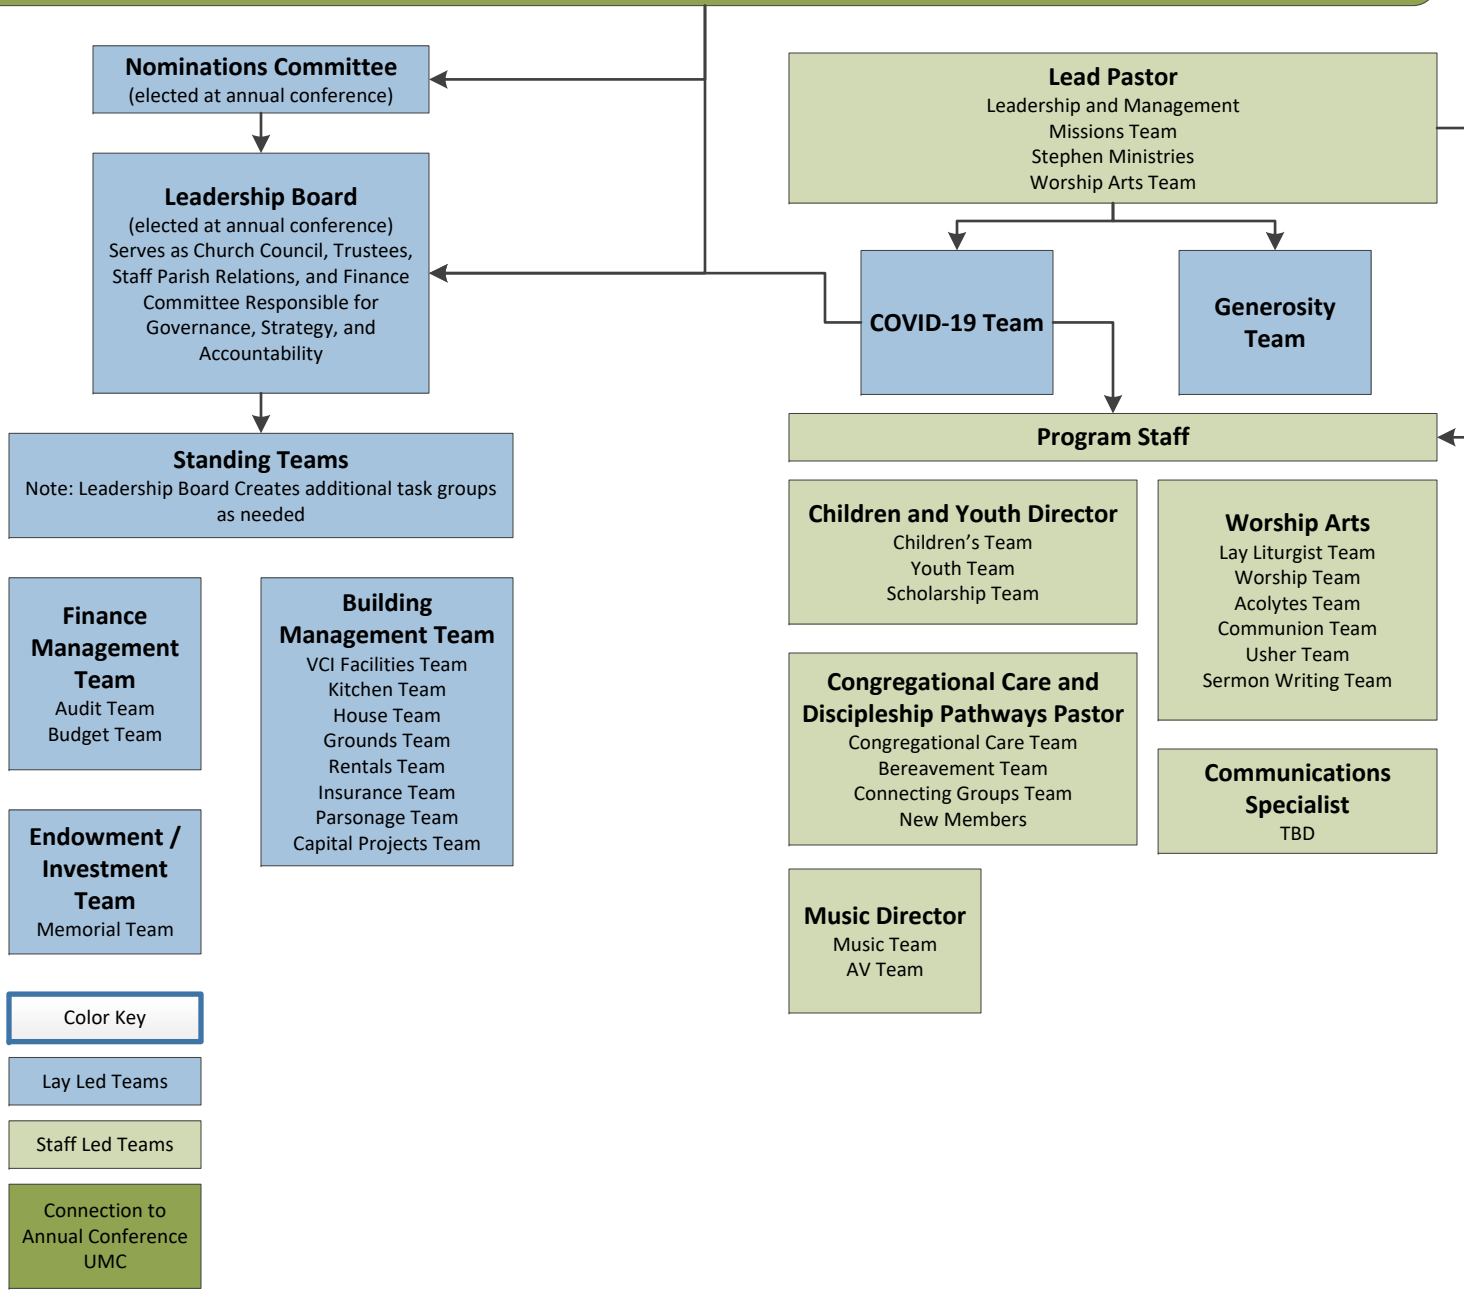 Nominations Committee
(elected at annual conference)
Leadership Board
(elected at annual conference)
Serves as Church Council, Trustees,
Staff Parish Relations, and Finance
Committee Responsible for
Governance, Strategy, and
Accountability
Standing Teams
Note: Leadership Board Creates additional task groups
as needed
Finance
Management
Team
Audit Team
Budget Team
Building
Management Team
VCI Facilities Team
Kitchen Team
House Team
Grounds Team
Rentals Team
Insurance Team
Parsonage Team
Capital Projects Team
Endowment /
Investment
Team
Memorial Team
Lead Pastor
Leadership and Management
Missions Team
Stephen Ministries
Worship Arts Team
COVID-19 Team
Generosity
Team
Program Staff
Children and Youth Director
Children’s Team
Youth Team
Scholarship Team
Worship Arts
Lay Liturgist Team
Worship Team
Acolytes Team
Communion Team
Usher Team
Sermon Writing Team
Congregational Care and
Discipleship Pathways Pastor
Congregational Care Team
Bereavement Team
Connecting Groups Team
New Members
Communications
Specialist
TBD
Music Director
Music Team
AV Team
Color Key
Lay Led Teams
Staff Led Teams
Connection to
Annual Conference
UMC